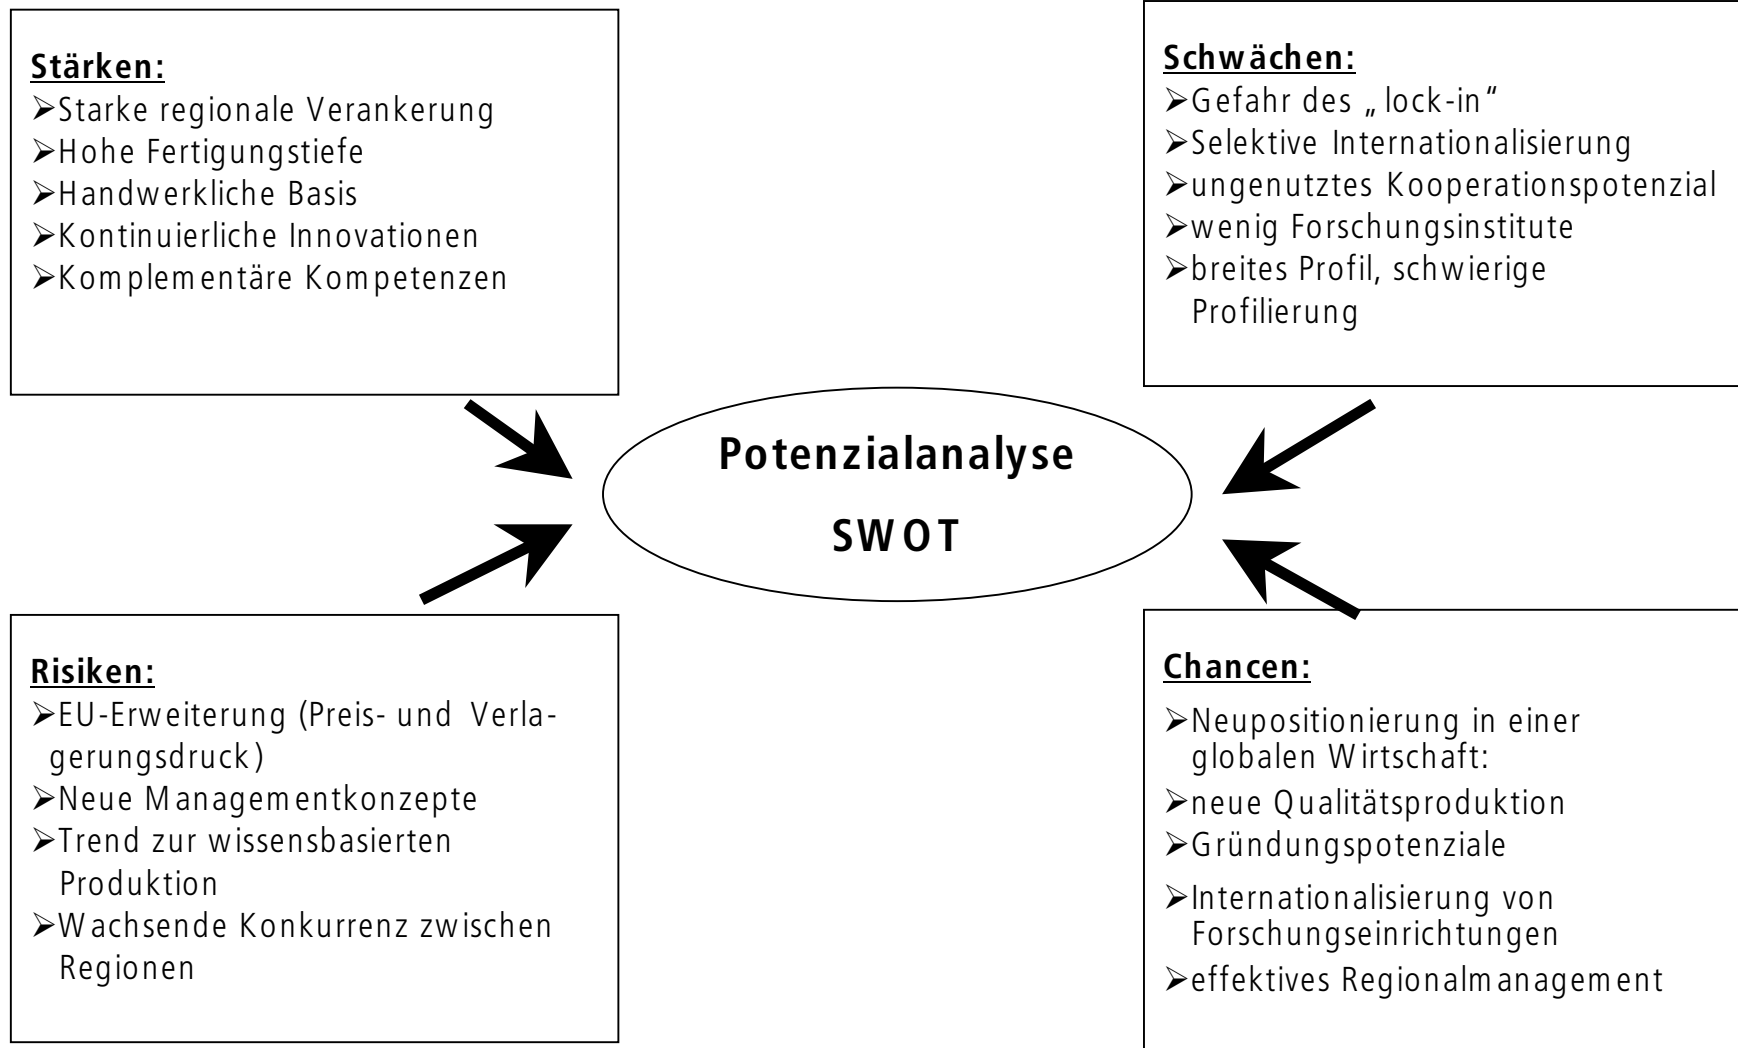 Stärken:
➢Starke regionale Verankerung
➢Hohe Fertigungstiefe
➢Handwerkliche Basis
➢Kontinuierliche Innovationen
➢Komplementäre Kompetenzen
Schwächen:
➢Gefahr des „lock-in“
➢Selektive Internationalisierung
➢ungenutztes Kooperationspotenzial
➢wenig Forschungsinstitute
➢breites Profil, schwierige
Profilierung
Potenzialanalyse
SWOT
Risiken:
➢EU-Erweiterung (Preis- und Verla-
gerungsdruck)
➢Neue Managementkonzepte
➢Trend zur wissensbasierten
Produktion
➢Wachsende Konkurrenz zwischen
Regionen
Chancen:
➢Neupositionierung in einer
globalen Wirtschaft:
➢neue Qualitätsproduktion
➢Gründungspotenziale
➢Internationalisierung von
Forschungseinrichtungen
➢effektives Regionalmanagement